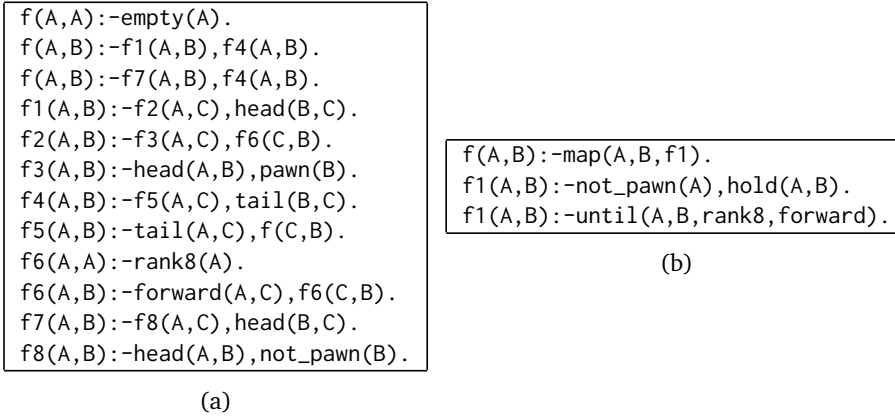 f(A,A):-empty(A).
f(A,B):-f1(A,B),f4(A,B).
f(A,B):-f7(A,B),f4(A,B).
f1(A,B):-f2(A,C),head(B,C).
f2(A,B):-f3(A,C),f6(C,B).
f3(A,B):-head(A,B),pawn(B).
f4(A,B):-f5(A,C),tail(B,C).
f5(A,B):-tail(A,C),f(C,B).
f6(A,A):-rank8(A).
f6(A,B):-forward(A,C),f6(C,B).
f7(A,B):-f8(A,C),head(B,C).
f8(A,B):-head(A,B),not_pawn(B).
(a)
f(A,B):-map(A,B,f1).
f1(A,B):-not_pawn(A),hold(A,B).
f1(A,B):-until(A,B,rank8,forward).
(b)